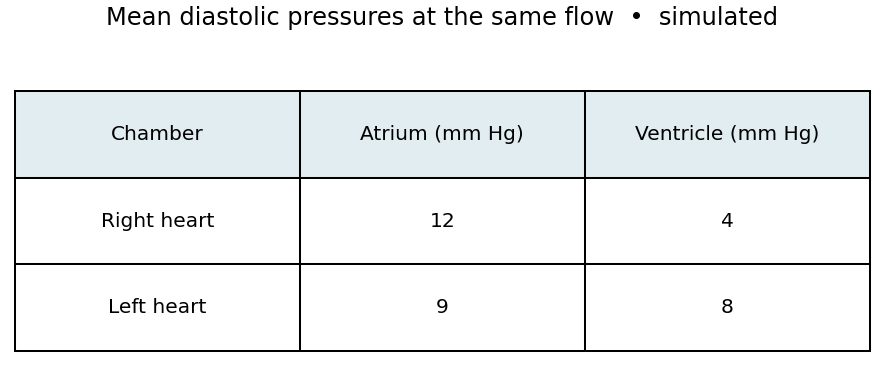 Mean diastolic pressures at the same flow • simulated
Chamber Atrium (mm Hg) Ventricle (mm Hg)
Right heart 12 4
Left heart 9 8